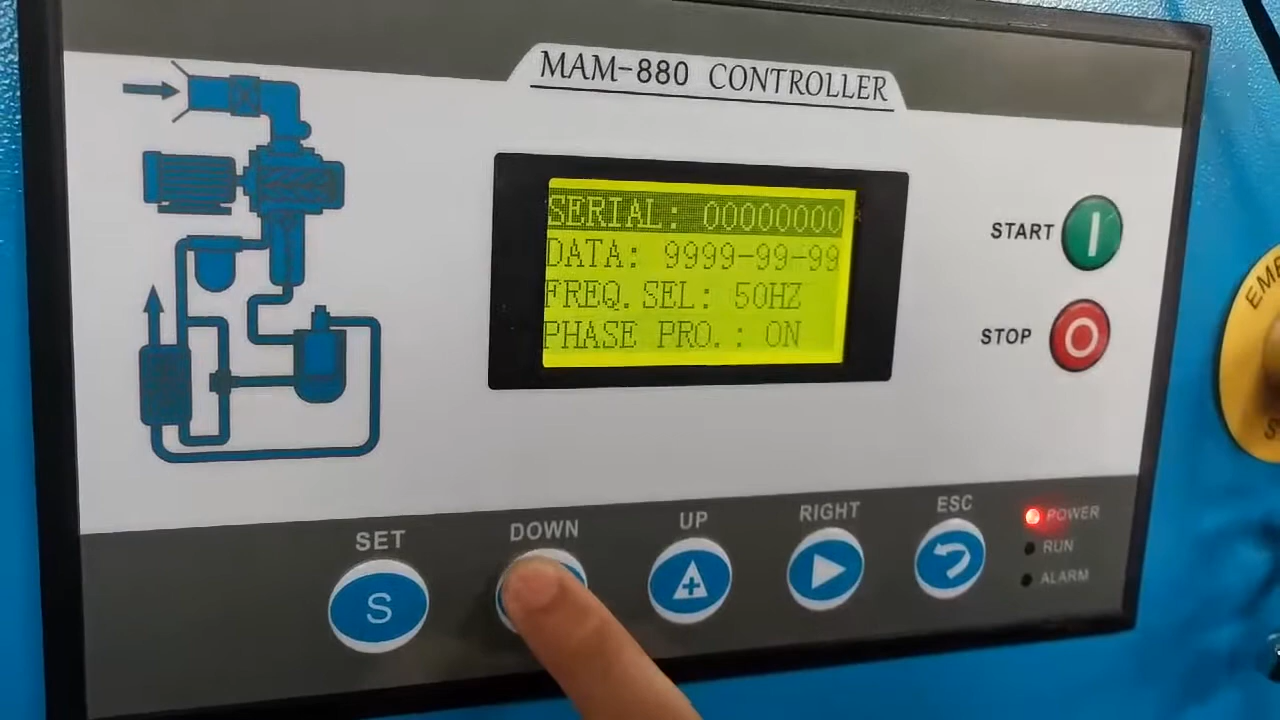 MAM-880 CONTROLLER
SERIAL: 00000000
DATA: 9999-99-99
FREQ.SEL: 50HZ
PHASE PRO.: ON
START
STOP
SET
S
DOWN
UP
RIGHT
ESC
POWER
RUN
ALARM